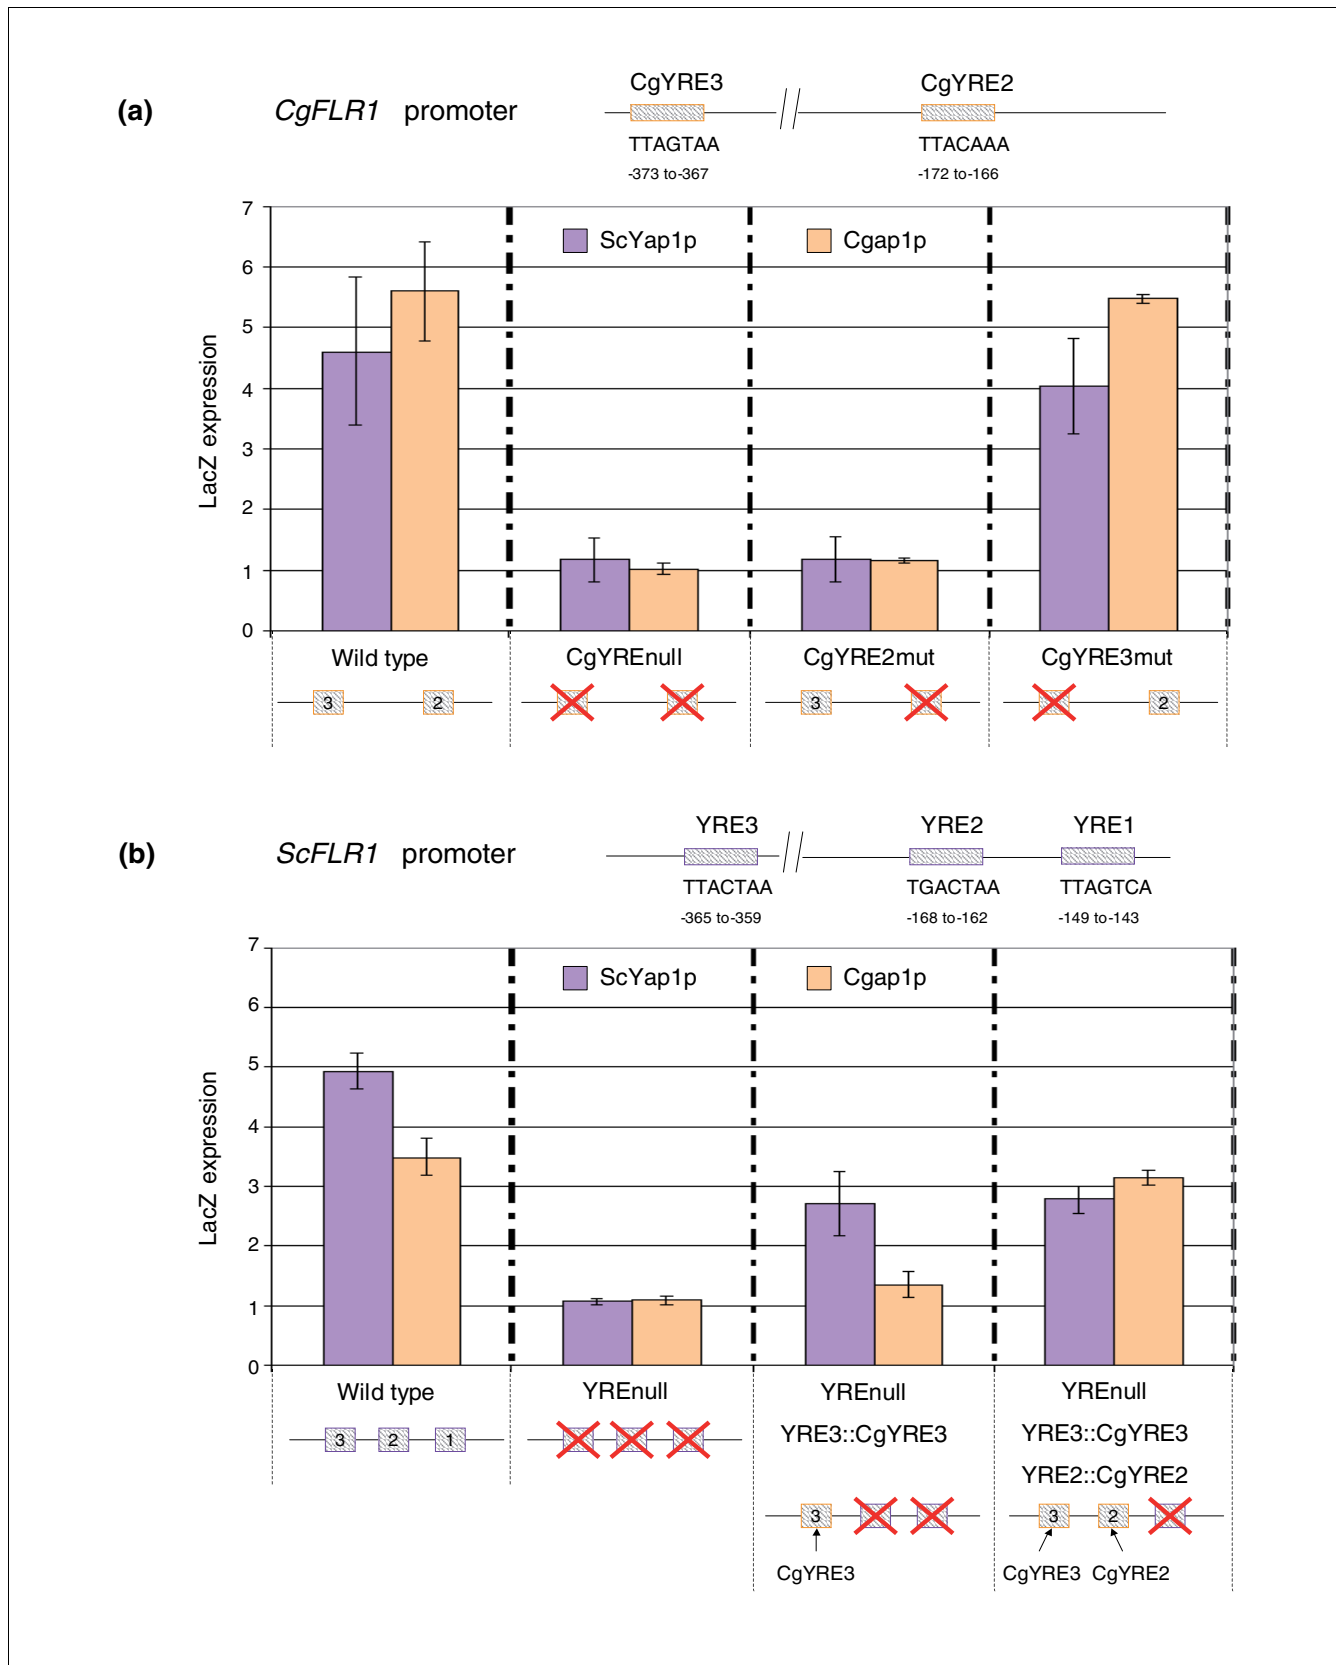 (a) CgFLR1 promoter
CgYRE3 CgYRE2
TTAGTAA TTACAAA
-373 to-367 -172 to-166
7
6
5
4
3
2
1
0
LacZ expression
ScYap1p Cgap1p
Wild type CgYREnull CgYRE2mut CgYRE3mut
3 2 3 2
(b) ScFLR1 promoter
YRE3 YRE2 YRE1
TTACTAA TGACTAA TTAGTCA
-365 to-359 -168 to-162 -149 to-143
7
6
5
4
3
2
1
0
LacZ expression
ScYap1p Cgap1p
Wild type YREnull YREnull YREnull
3 2 1 YRE3::CgYRE3 YRE3::CgYRE3
YRE2::CgYRE2
3 3 2
CgYRE3 CgYRE3 CgYRE2